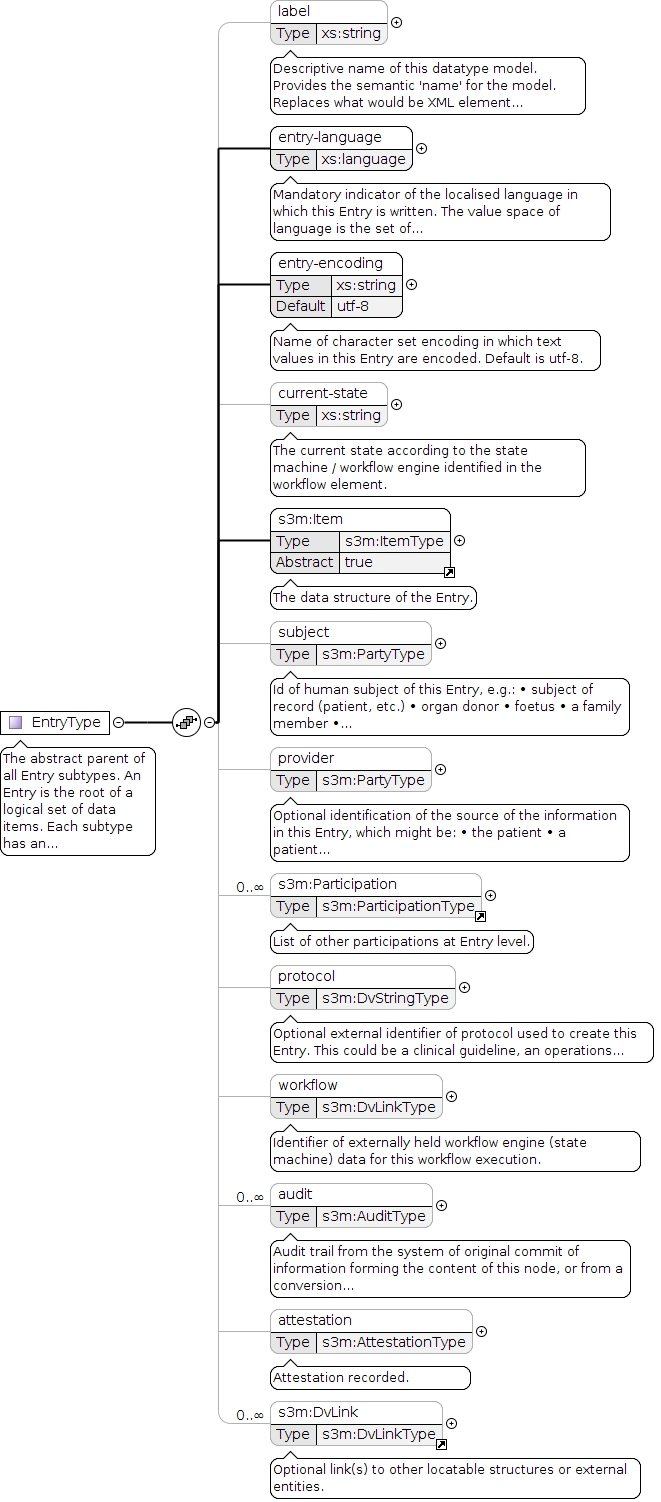 label
Type xs:string
Descriptive name of this datatype model.
Provides the semantic 'name' for the model.
Replaces what would be XML element...
entry-language
Type xs:language
Mandatory indicator of the localised language in
which this Entry is written. The value space of
language is the set of...
entry-encoding
Type xs:string
Default utf-8
Name of character set encoding in which text
values in this Entry are encoded. Default is utf-8.
current-state
Type xs:string
The current state according to the state
machine / workflow engine identified in the
workflow element.
s3m:Item
Type s3m:ItemType
Abstract true
The data structure of the Entry.
subject
Type s3m:PartyType
Id of human subject of this Entry, e.g.: • subject of
record (patient, etc.) • organ donor • foetus • a family
member •...
EntryType
The abstract parent of
all Entry subtypes. An
Entry is the root of a
logical set of data
items. Each subtype
has an...
provider
Type s3m:PartyType
Optional identification of the source of the information
in this Entry, which might be: • the patient • a
patient...
0..∞
s3m:Participation
Type s3m:ParticipationType
List of other participations at Entry level.
protocol
Type s3m:DvStringType
Optional external identifier of protocol used to create this
Entry. This could be a clinical guideline, an operations...
workflow
Type s3m:DvLinkType
Identifier of externally held workflow engine (state
machine) data for this workflow execution.
0..∞
audit
Type s3m:AuditType
Audit trail from the system of original commit of
information forming the content of this node, or from a
conversion...
attestation
Type s3m:AttestationType
Attestation recorded.
0..∞
s3m:DvLink
Type s3m:DvLinkType
Optional link(s) to other locatable structures or external
entities.